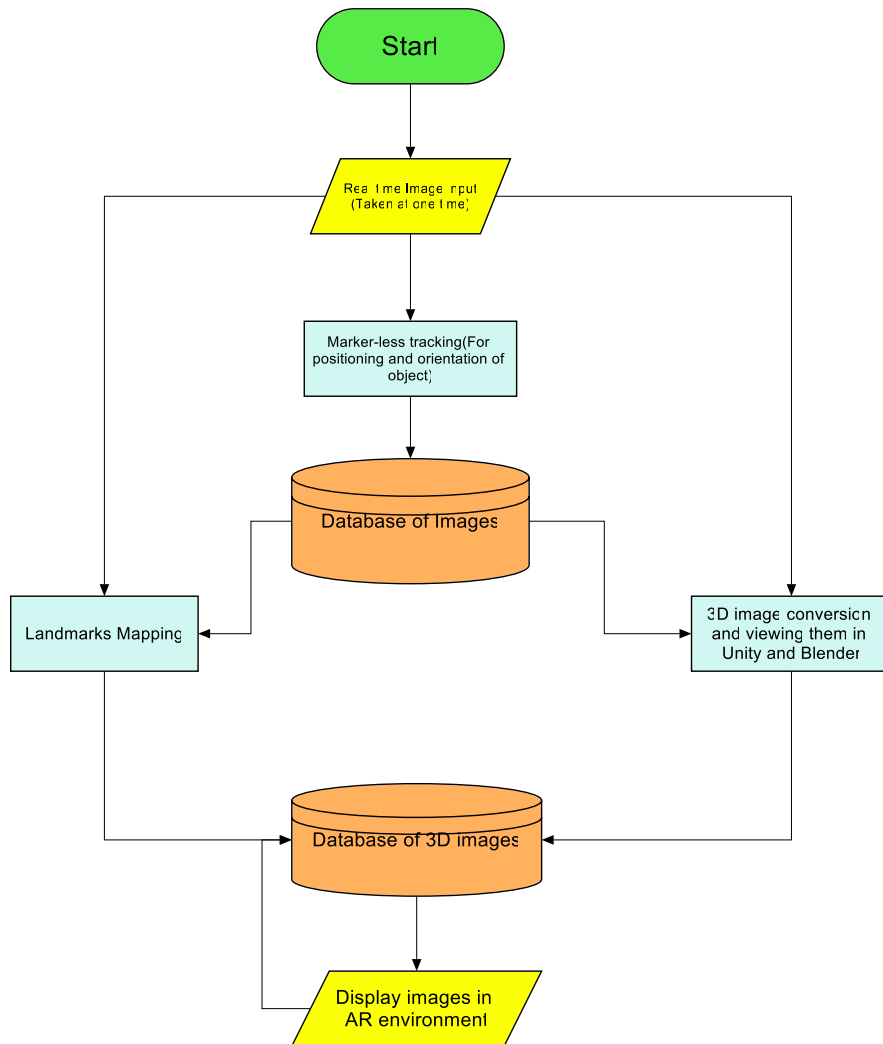 Start
Real time Image input
(Taken at one time)
Marker-less tracking(For
positioning and orientation of
object)
Database of Images
Landmarks Mapping
3D image conversion
and viewing them in
Unity and Blender
Database of 3D images
Display images in
AR environment